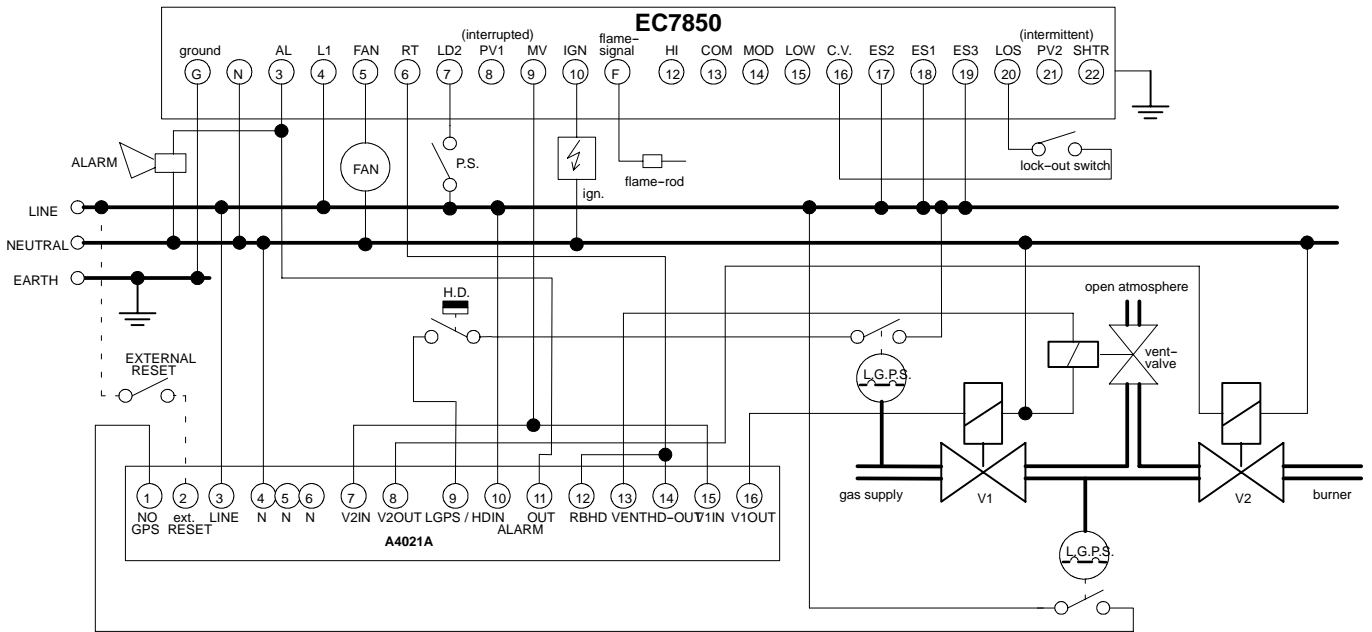 EC7850
(interrupted)
(intermittent)
ground AL L1 FAN RT LD2 PV1 MV IGN flame-signal HI COM MOD LOW C.V. ES2 ES1 ES3 LOS PV2 SHTR
G N 3 4 5 6 7 8 9 10 F 12 13 14 15 16 17 18 19 20 21 22
ALARM
FAN
P.S.
ign.
flame-rod
lock-out switch
LINE
NEUTRAL
EARTH
H.D.
open atmosphere
EXTERNAL
RESET
vent-
valve
L.G.P.S.
gas supply
V1
V2
burner
1 2 3 4 5 6 7 8 9 10 11 12 13 14 15 16
NO ext. LINE N N N V2IN V2OUT LGPS / HDIN OUT RBHD VENT HD-OUT V1IN V1OUT
GPS RESET ALARM
A4021A
L.G.P.S.